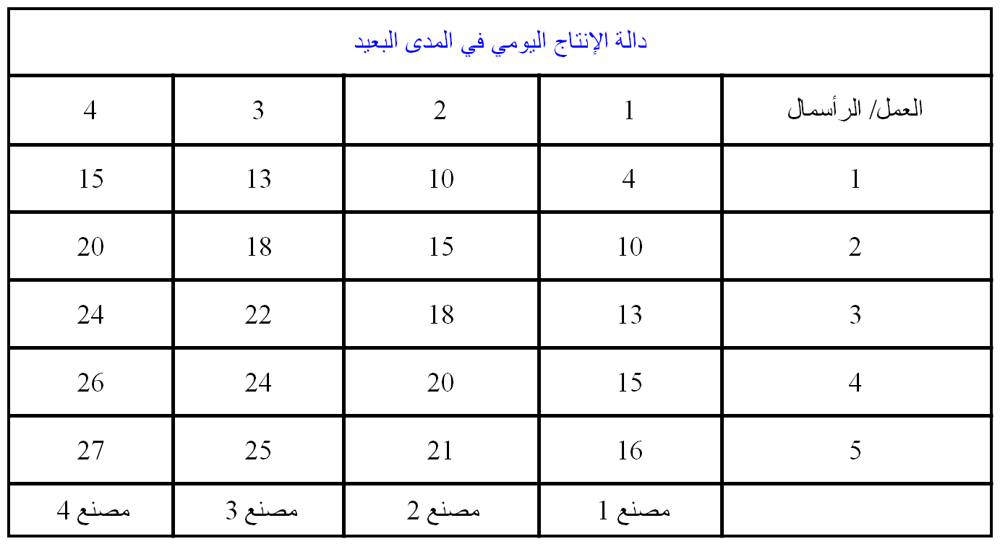 دالة الإنتاج اليومي في المدى البعيد
العمل/ الرأسمال 1 2 3 4
1 4 10 13 15
2 10 15 18 20
3 13 18 22 24
4 15 20 24 26
5 16 21 25 27
مصنع 1 مصنع 2 مصنع 3 مصنع 4